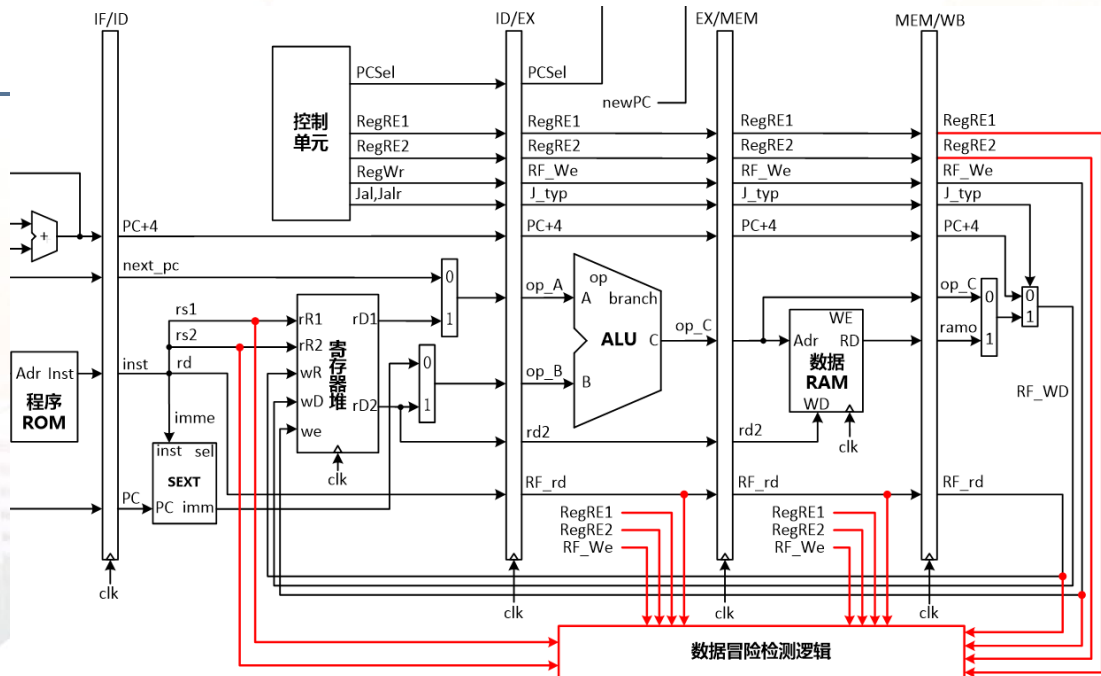 IF/ID
ID/EX
EX/MEM
MEM/WB
控制
单元
PCSel
RegRE1
RegRE2
RegWr
Jal,Jalr
PCSel
newPC
RegRE1
RegRE2
RF_We
J_typ
RegRE1
RegRE2
RF_We
J_typ
RegRE1
RegRE2
RF_We
J_typ
+
PC+4
PC+4
PC+4
PC+4
next_pc
0
1
op_A
op
A
branch
ALU
C
B
op_C
op_C
0
1
0
1
rs1
rs2
inst
rd
rR1
rR2
wR
wD
we
寄存器堆
rD1
rD2
clk
0
1
op_B
WE
Adr
RD
数据
RAM
WD
clk
ramo
RF_WD
Adr Inst
程序
ROM
imme
inst sel
SEXT
PC imm
PC
rd2
rd2
RF_rd
RF_rd
RF_rd
RegRE1
RegRE2
RF_We
RegRE1
RegRE2
RF_We
clk
clk
clk
clk
数据冒险检测逻辑